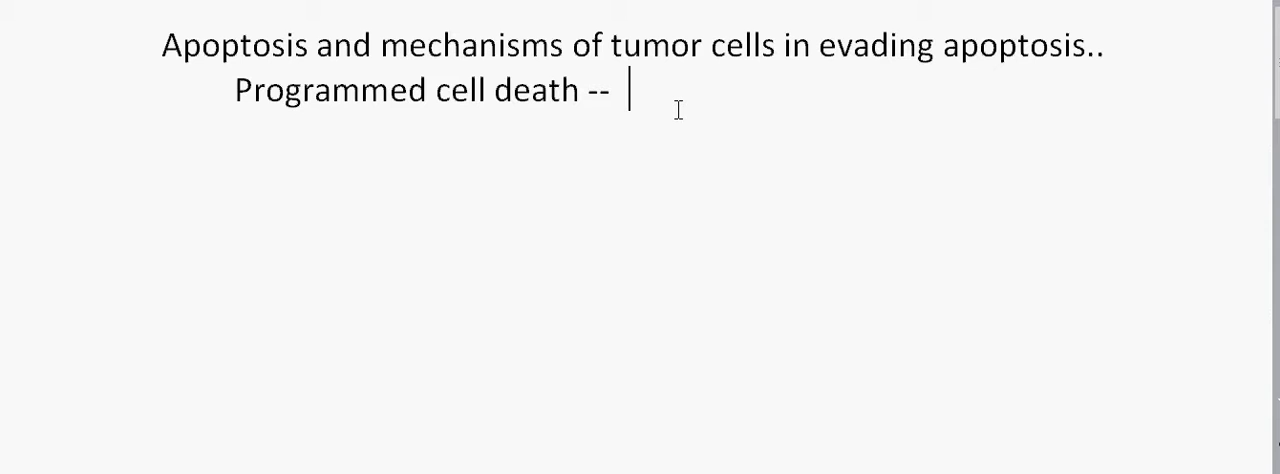 Apoptosis and mechanisms of tumor cells in evading apoptosis..
Programmed cell death --